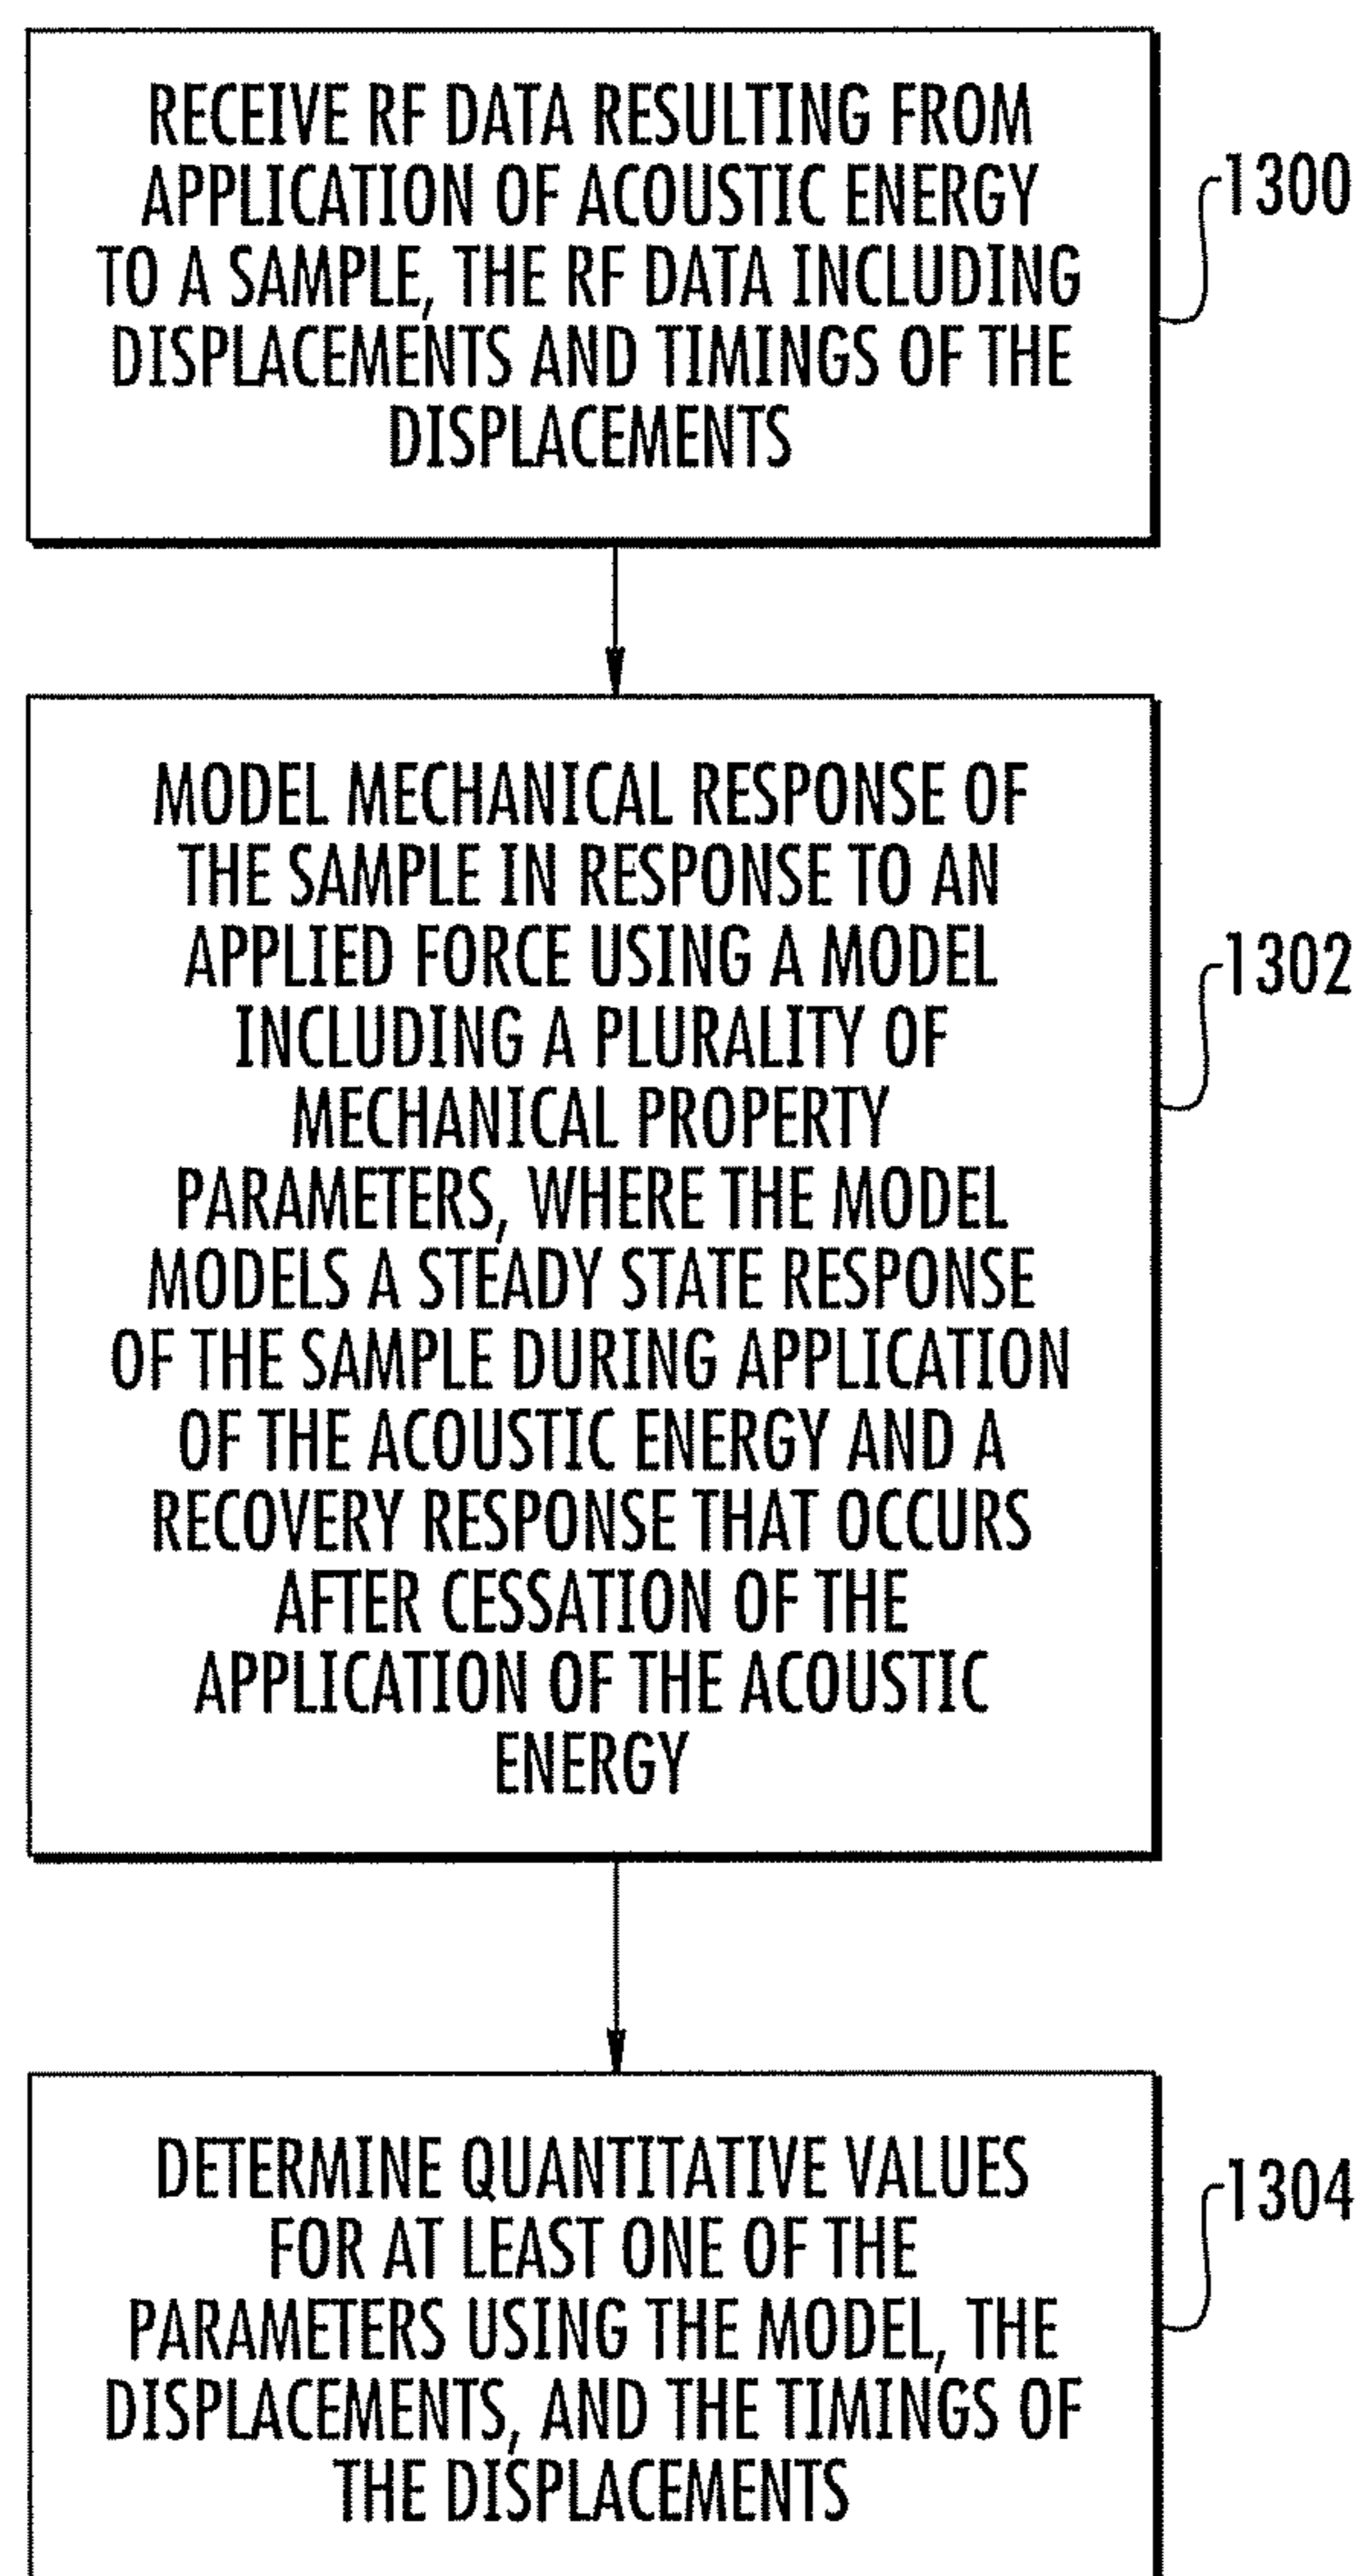 RECEIVE RF DATA RESULTING FROM
APPLICATION OF ACOUSTIC ENERGY
TO A SAMPLE, THE RF DATA INCLUDING
DISPLACEMENTS AND TIMINGS OF THE
DISPLACEMENTS
1300
MODEL MECHANICAL RESPONSE OF
THE SAMPLE IN RESPONSE TO AN
APPLIED FORCE USING A MODEL
INCLUDING A PLURALITY OF
MECHANICAL PROPERTY
PARAMETERS, WHERE THE MODEL
MODELS A STEADY STATE RESPONSE
OF THE SAMPLE DURING APPLICATION
OF THE ACOUSTIC ENERGY AND A
RECOVERY RESPONSE THAT OCCURS
AFTER CESSATION OF THE
APPLICATION OF THE ACOUSTIC
ENERGY
1302
DETERMINE QUANTITATIVE VALUES
FOR AT LEAST ONE OF THE
PARAMETERS USING THE MODEL, THE
DISPLACEMENTS, AND THE TIMINGS OF
THE DISPLACEMENTS
1304